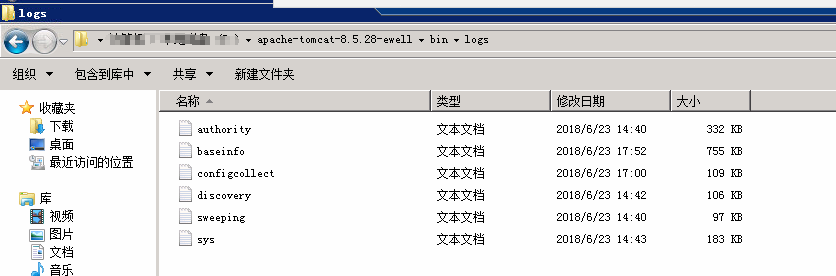 logs
apache-tomcat-8.5.28-ewell bin logs
组织 包含到库中 共享 新建文件夹
收藏夹
下载
桌面
最近访问的位置
库
视频
图片
文档
音乐
名称 类型 修改日期 大小
authority 文本文档 2018/6/23 14:40 332 KB
baseinfo 文本文档 2018/6/23 17:52 755 KB
configcollect 文本文档 2018/6/23 17:00 109 KB
discovery 文本文档 2018/6/23 14:42 106 KB
sweeping 文本文档 2018/6/23 14:40 97 KB
sys 文本文档 2018/6/23 14:43 183 KB